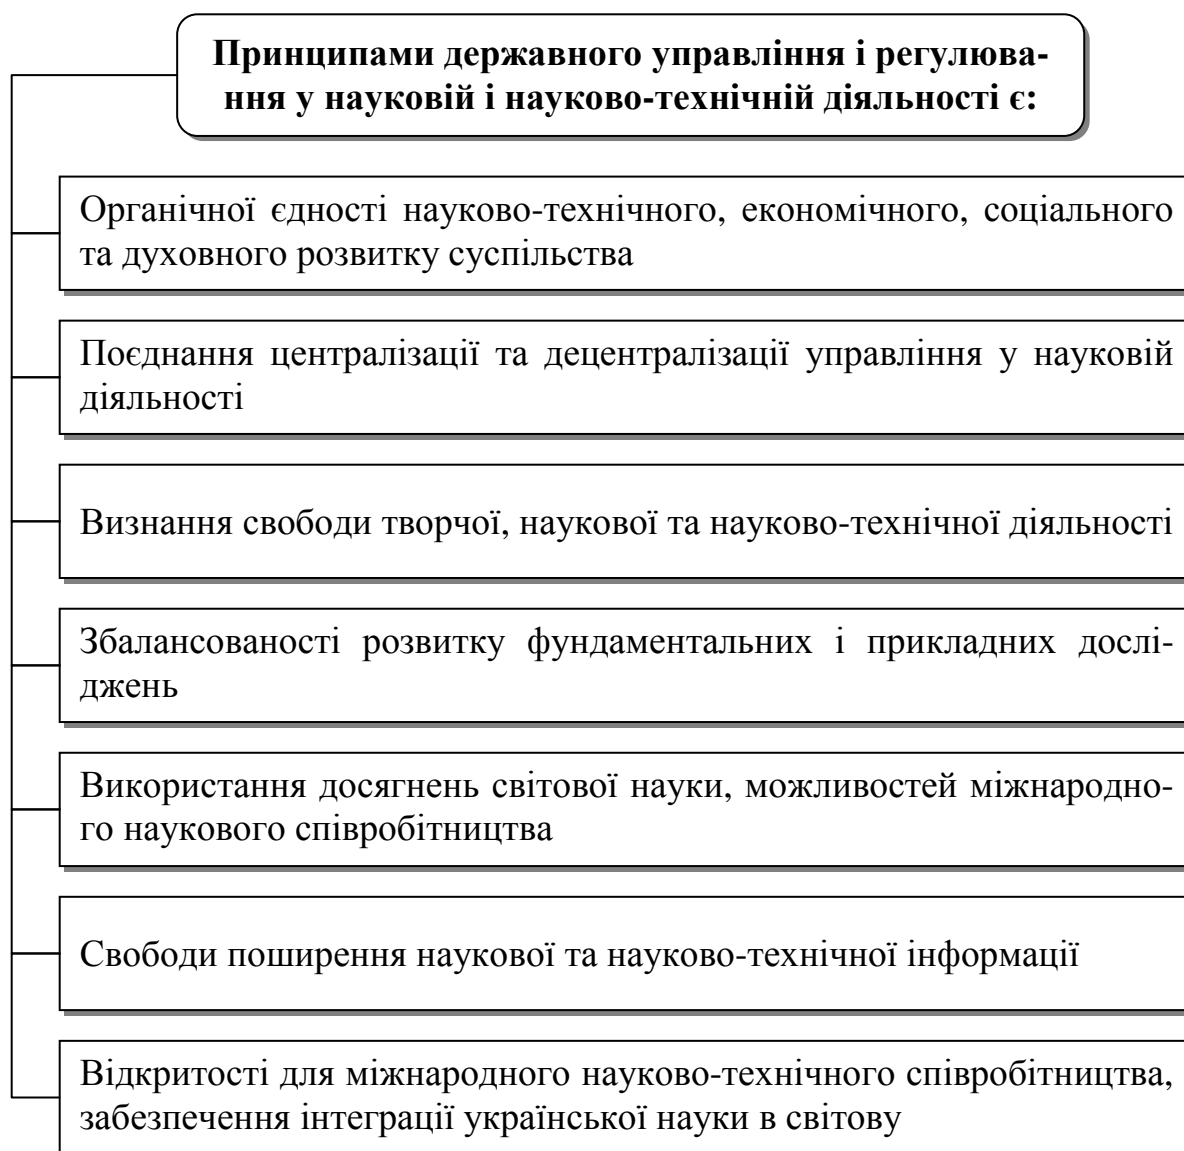 Принципами державного управління і регулюва-
ння у науковій і науково-технічній діяльності є:
Органічної єдності науково-технічного, економічного, соціального
та духовного розвитку суспільства
Поєднання централізації та децентралізації управління у науковій
діяльності
Визнання свободи творчої, наукової та науково-технічної діяльності
Збалансованості розвитку фундаментальних і прикладних дослі-
джень
Використання досягнень світової науки, можливостей міжнародно-
го наукового співробітництва
Свободи поширення наукової та науково-технічної інформації
Відкритості для міжнародного науково-технічного співробітництва,
забезпечення інтеграції української науки в світову